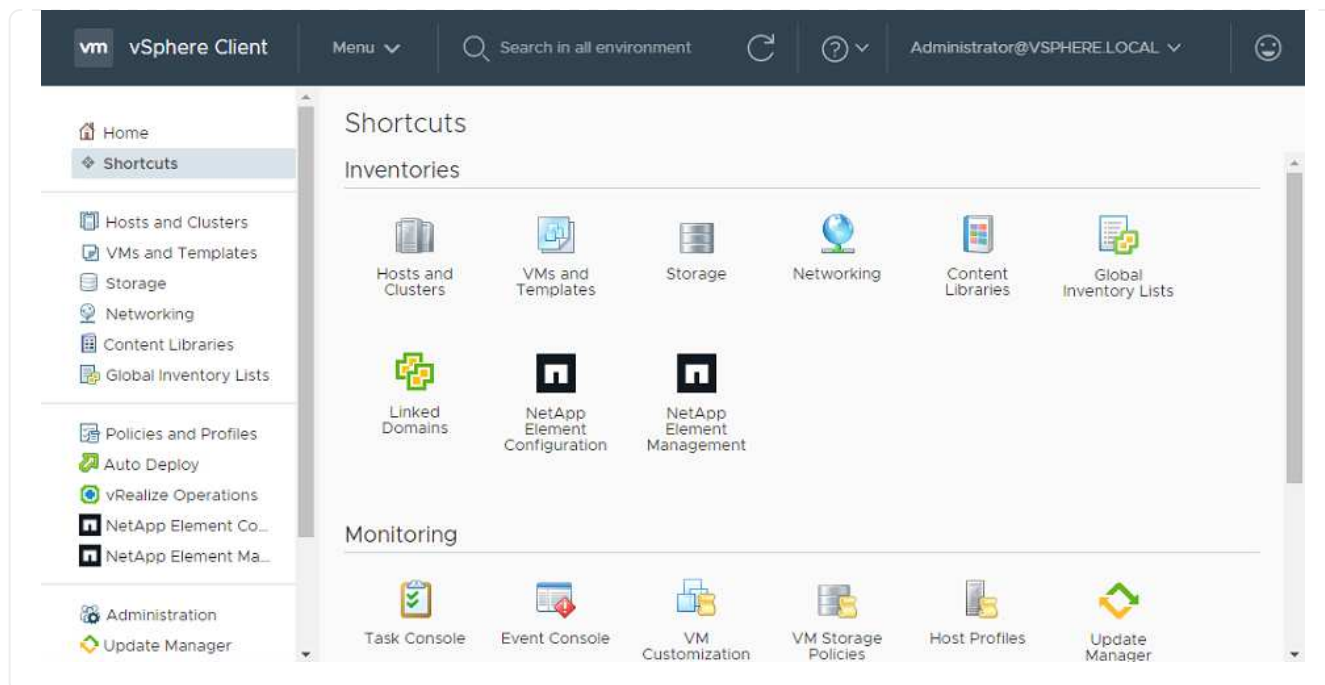 vm vSphere Client Menu Search in all environment Administrator@VSPHERE.LOCAL
Home
Shortcuts
Hosts and Clusters
VMs and Templates
Storage
Networking
Content Libraries
Global Inventory Lists
Policies and Profiles
Auto Deploy
vRealize Operations
NetApp Element Co...
NetApp Element Ma...
Administration
Update Manager
Shortcuts
Inventories
Hosts and
Clusters
VMs and
Templates
Storage
Networking
Content
Libraries
Global
Inventory Lists
Linked
Domains
NetApp
Element
Configuration
NetApp
Element
Management
Monitoring
Task Console
Event Console
VM
Customization
VM Storage
Policies
Host Profiles
Update
Manager